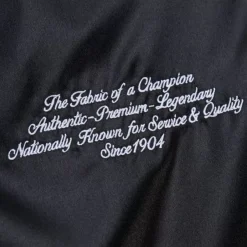 The Fabric of a Champion
Authentic-Premium-Legendary
Nationally Known for Service & Quality
Since 1904